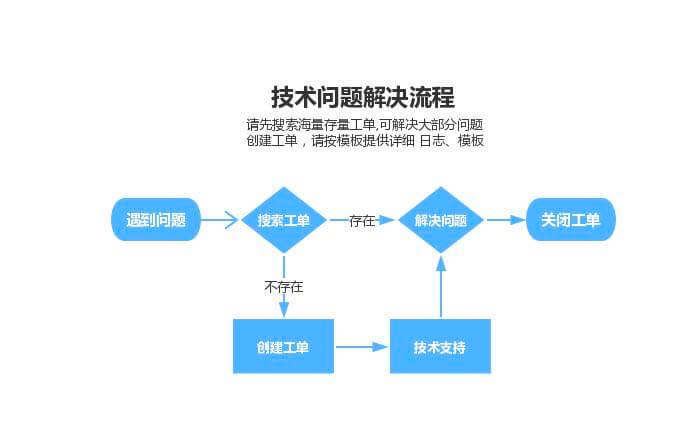 技术问题解决流程
请先搜索海量存量工单,可解决大部分问题
创建工单，请按模板提供详细 日志、模板
遇到问题
搜索工单
存在
解决问题
关闭工单
不存在
创建工单
技术支持